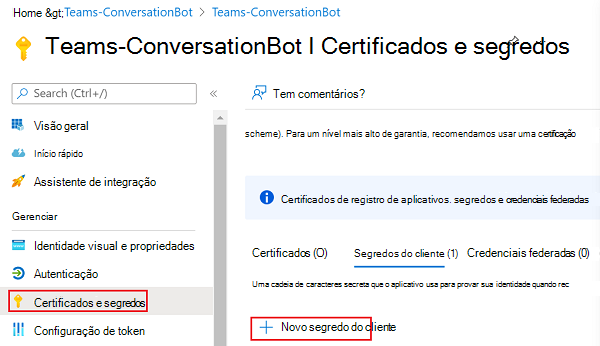 Home &gt;Teams-ConversationBot > Teams-ConversationBot
Teams-ConversationBot I Certificados e segredos
Search (Ctrl+/)
«
Tem comentários?
Visão geral
Início rápido
Assistente de integração
Gerenciar
Identidade visual e propriedades
Autenticação
Certificados e segredos
Configuração de token
scheme). Para um nível mais alto de garantia, recomendamos usar uma certificação
Certificados de registro de aplicativos. segredos e credenciais federadas
Certificados (O) Segredos do cliente (1) Credenciais federadas (0)
Uma cadeia de caracteres secreta que o aplicativo usa para provar sua identidade quando req
+ Novo segredo do cliente